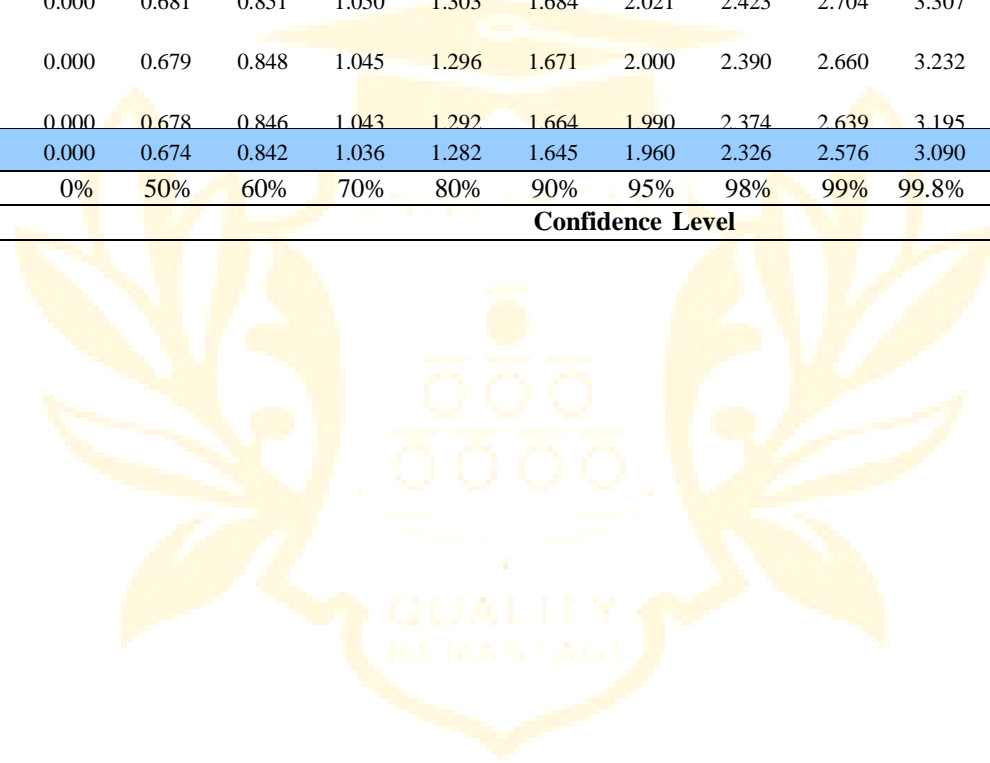 0.000 0.681 0.851 1.050 1.303 1.684 2.021 2.423 2.704 3.307
0.000 0.679 0.848 1.045 1.296 1.671 2.000 2.390 2.660 3.232
0.000 0.678 0.846 1.043 1.292 1.664 1.990 2.374 2.639 3.195
0.000 0.674 0.842 1.036 1.282 1.645 1.960 2.326 2.576 3.090
0% 50% 60% 70% 80% 90% 95% 98% 99% 99.8%
Confidence Level
QUALITY
BERASTAGI